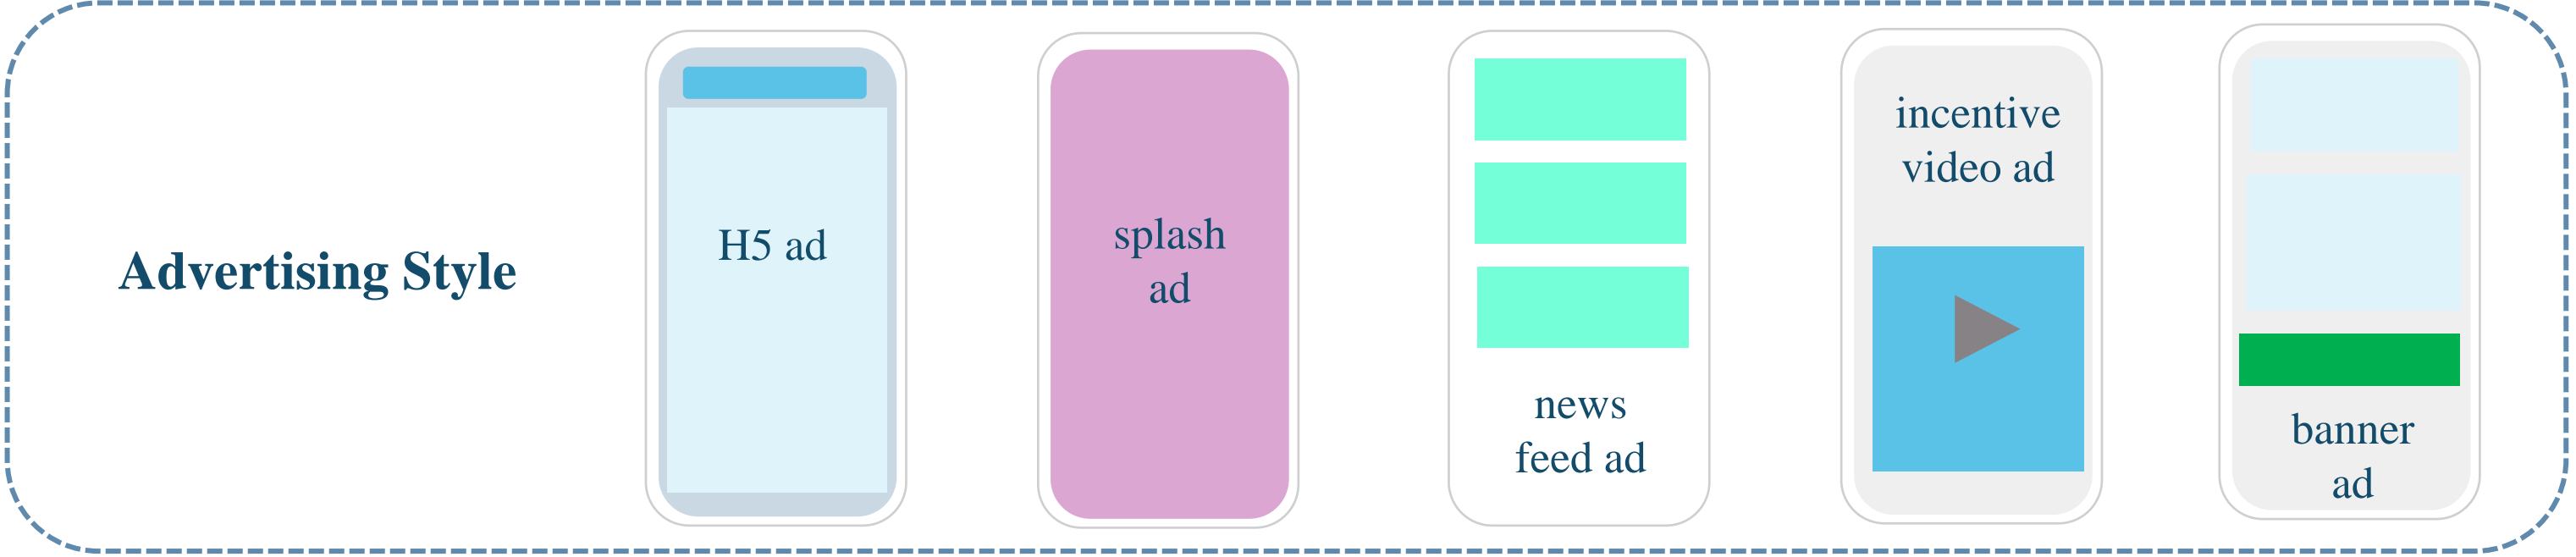 Advertising Style
H5 ad
splash
ad
news
feed ad
incentive
video ad
banner
ad